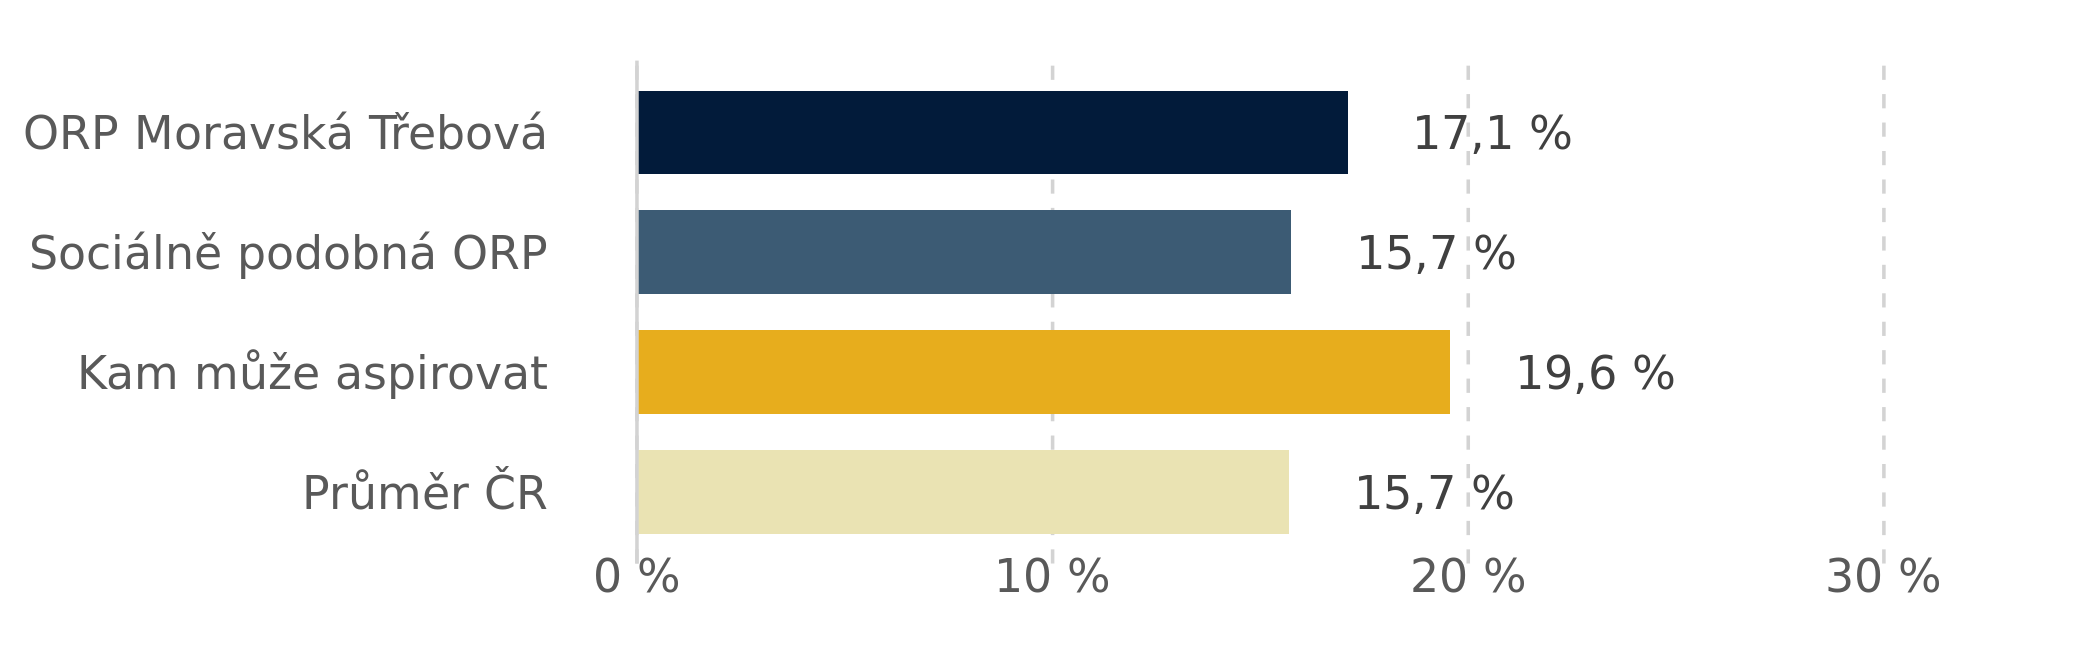 ORP Moravská Třebová 17,1 %
Sociálně podobná ORP 15,7 %
Kam může aspirovat 19,6 %
Průměr ČR 15,7 %
0 % 10 % 20 % 30 %